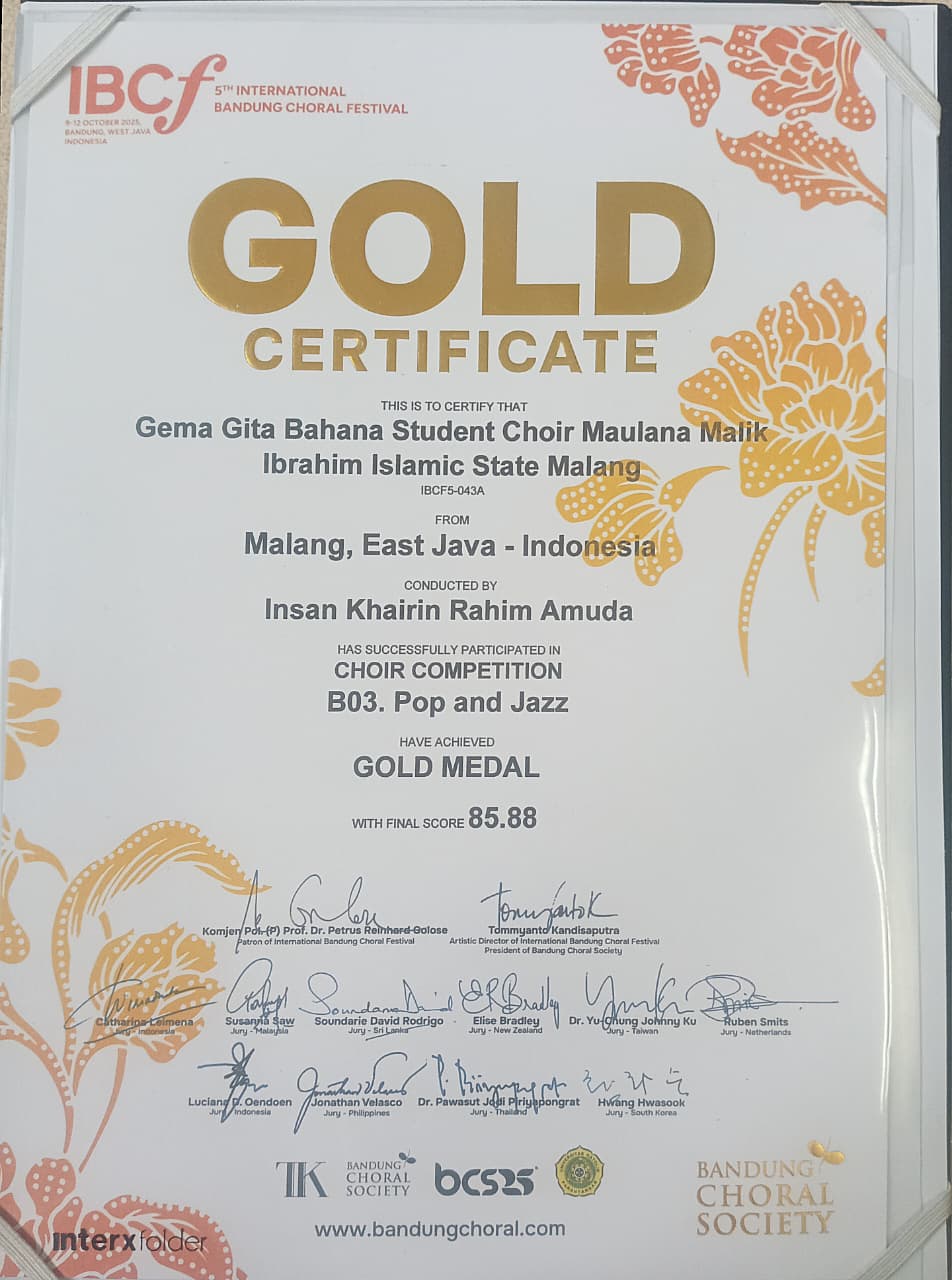 IBCf
5TH INTERNATIONAL
BANDUNG CHORAL FESTIVAL
9-12 OCTOBER 2025,
BANDUNG, WEST JAVA
INDONESIA
GOLD
CERTIFICATE
THIS IS TO CERTIFY THAT
Gema Gita Bahana Student Choir Maulana Malik
Ibrahim Islamic State Malang
IBCF5-043A
FROM
Malang, East Java - Indonesia
CONDUCTED BY
Insan Khairin Rahim Amuda
HAS SUCCESSFULLY PARTICIPATED IN
CHOIR COMPETITION
B03. Pop and Jazz
HAVE ACHIEVED
GOLD MEDAL
WITH FINAL SCORE 85.88
Komjen Pol (P) Prof. Dr. Petrus Reinhard Golose
Patron of International Bandung Choral Festival
Tommyanto Kandisaputra
Artistic Director of International Bandung Choral Festival
President of Bandung Choral Society
Catharina Leimena
Jury - Indonesia
Susanna Saw
Jury - Malaysia
Soundarie David Rodrigo
Jury - Sri Lanka
Elise Bradley
Jury - New Zealand
Dr. Yu-Chung Johnny Ku
Jury - Taiwan
Ruben Smits
Jury - Netherlands
Luciana D. Oendoen
Jury - Indonesia
Jonathan Velasco
Jury - Philippines
Dr. Pawasut Jodi Piriyapongrat
Jury - Thailand
Hwang Hwasook
Jury - South Korea
TK
BANDUNG
CHORAL
SOCIETY
bcs25
BANDUNG
CHORAL
SOCIETY
www.bandungchoral.com
interxfolder